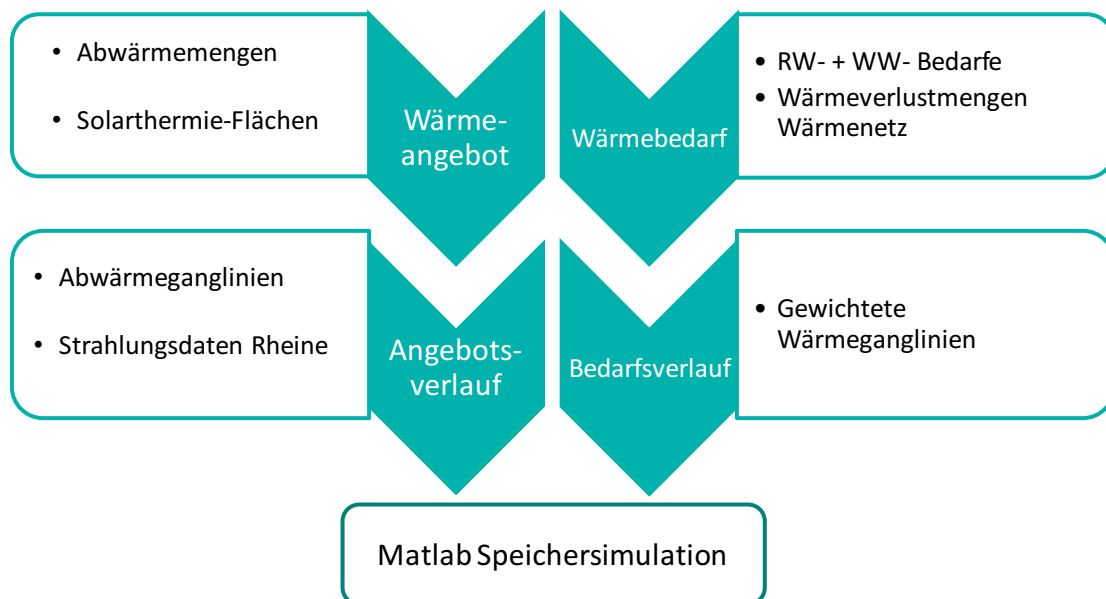 • Abwärmemengen
• Solarthermie-Flächen
Wärme-
angebot
Wärmebedarf
• RW- + WW- Bedarfe
• Wärmeverlustmengen
Wärmenetz
• Abwärmeganglinien
• Strahlungsdaten Rheine
Angebots-
verlauf
Bedarfsverlauf
• Gewichtete
Wärmeganglinien
Matlab Speichersimulation